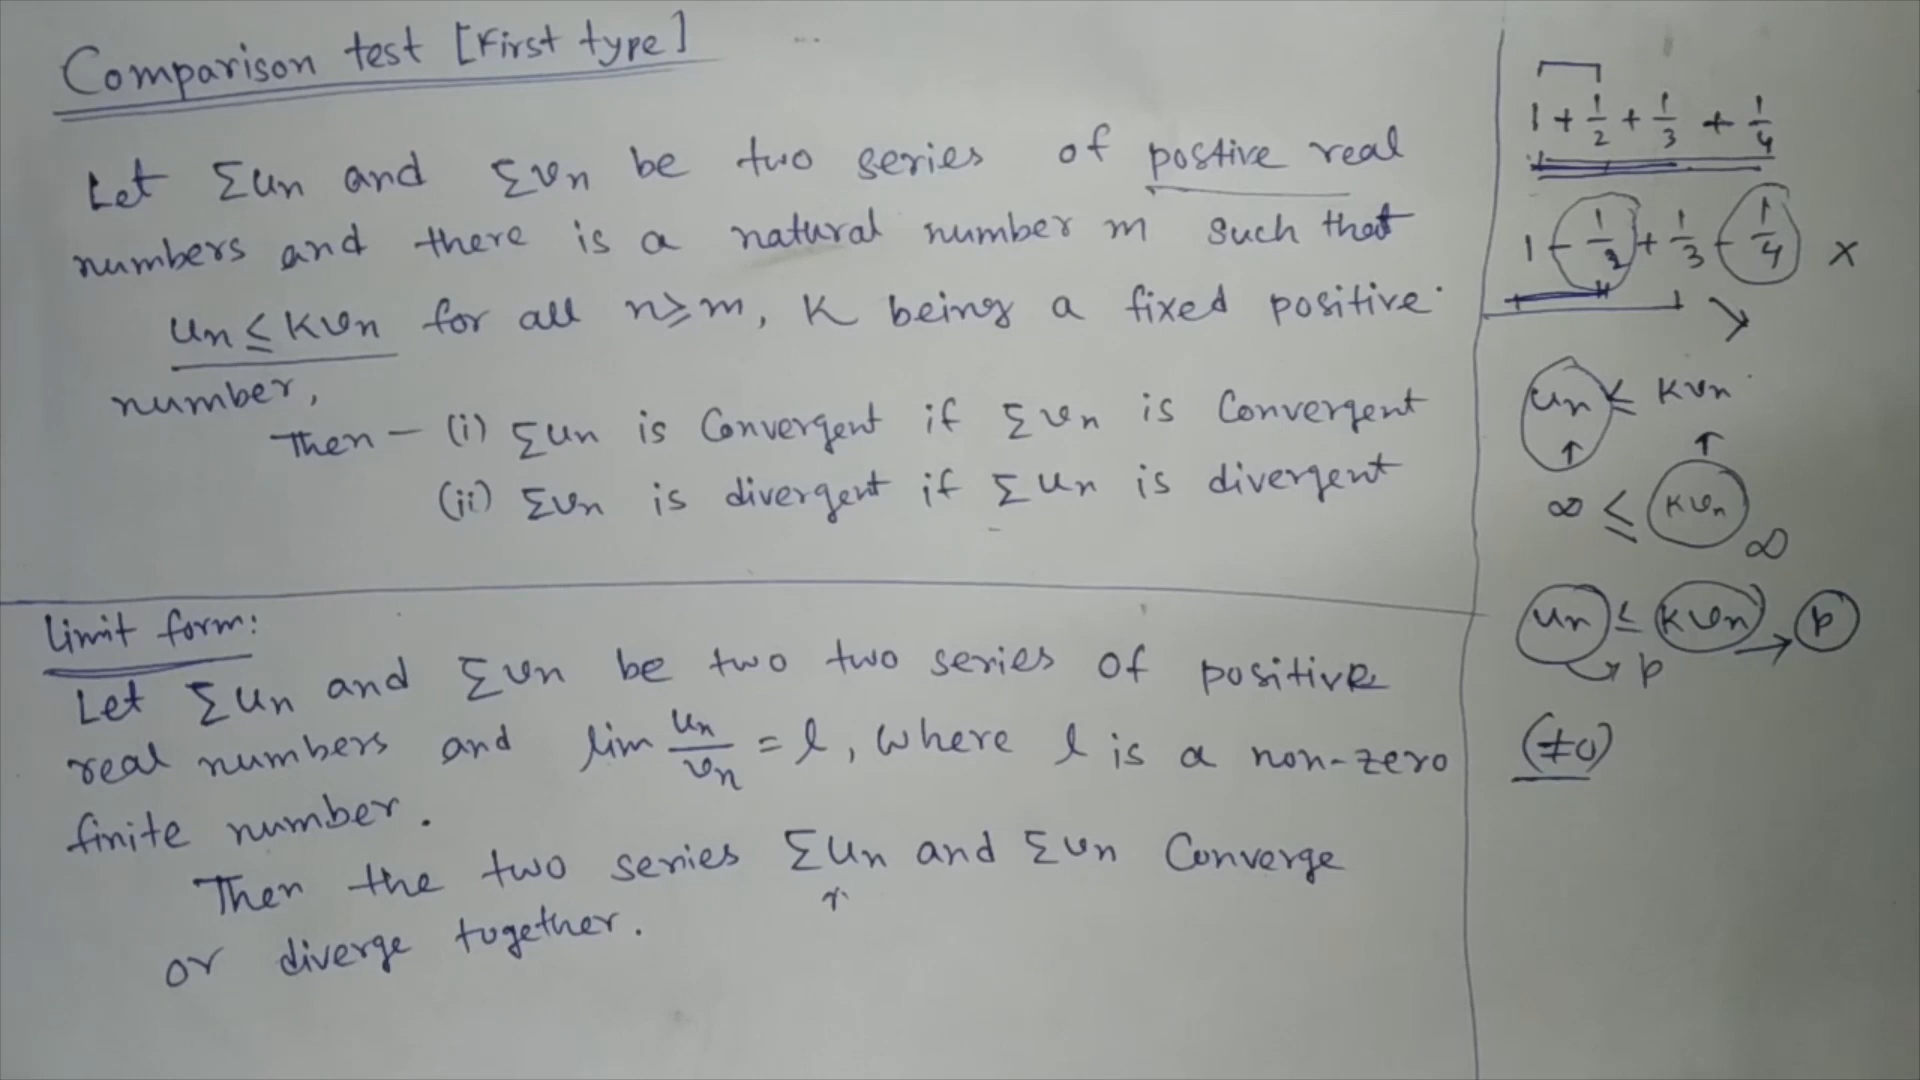 Comparison test [First type]
Let Σun and Σvn be two series of postive real
numbers and there is a natural number m such that
un ≤ kvn for all n ≥ m, K being a fixed positive
number,
Then – (i) Σun is Convergent if Σvn is Convergent
(ii) Σvn is divergent if Σun is divergent
Limit form:
Let Σun and Σvn be two two series of positive
real numbers and lim un/vn = l, where l is a non-zero
finite number.
Then the two series Σun and Σvn Converge
or diverge together.
1 + 1/2 + 1/3 + 1/4
1 - 1/2 + 1/3 - 1/4 ×
un ≤ kvn
↑ ↑
∞ ≤ kvn
∞
un ≤ kvn → p
p
(≠0)